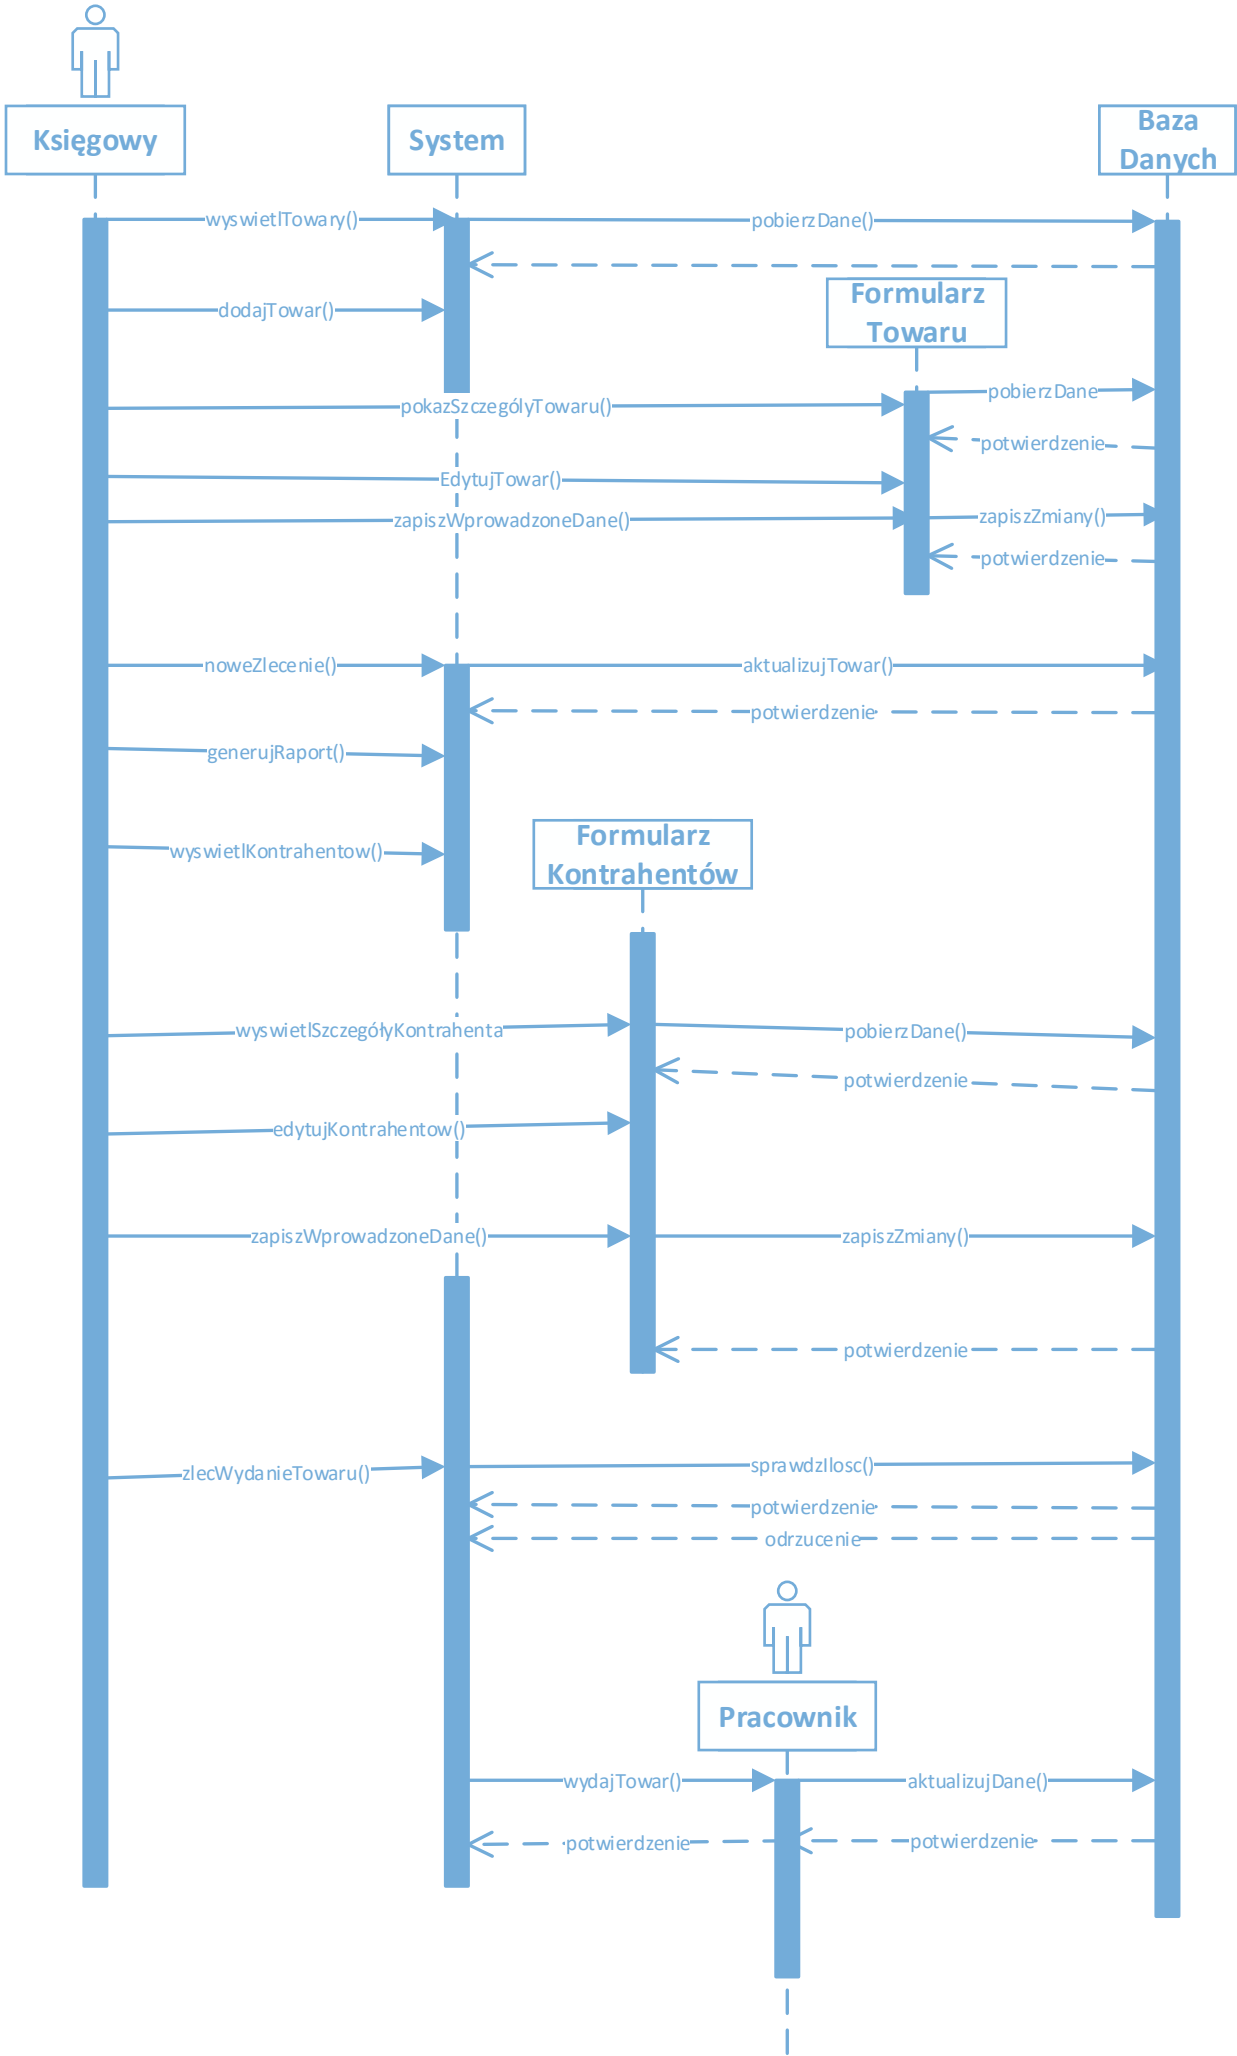 Księgowy
System
Baza
Danych
wyswietlTowary()
pobierzDane()
dodajTowar()
Formularz
Towaru
pobierzDane
pokazSzczególyTowaru()
potwierdzenie
EdytujTowar()
zapiszWprowadzoneDane()
zapiszZmiany()
potwierdzenie
noweZlecenie()
aktualizujTowar()
potwierdzenie
generujRaport()
Formularz
Kontrahentów
wyswietlKontrahentow()
wyswietlSzczegółyKontrahenta
pobierzDane()
potwierdzenie
edytujKontrahentow()
zapiszWprowadzoneDane()
zapiszZmiany()
potwierdzenie
zlecWydanieTowaru()
sprawdzIlosc()
potwierdzenie
odrzucenie
Pracownik
wydajTowar()
aktualizujDane()
potwierdzenie
potwierdzenie